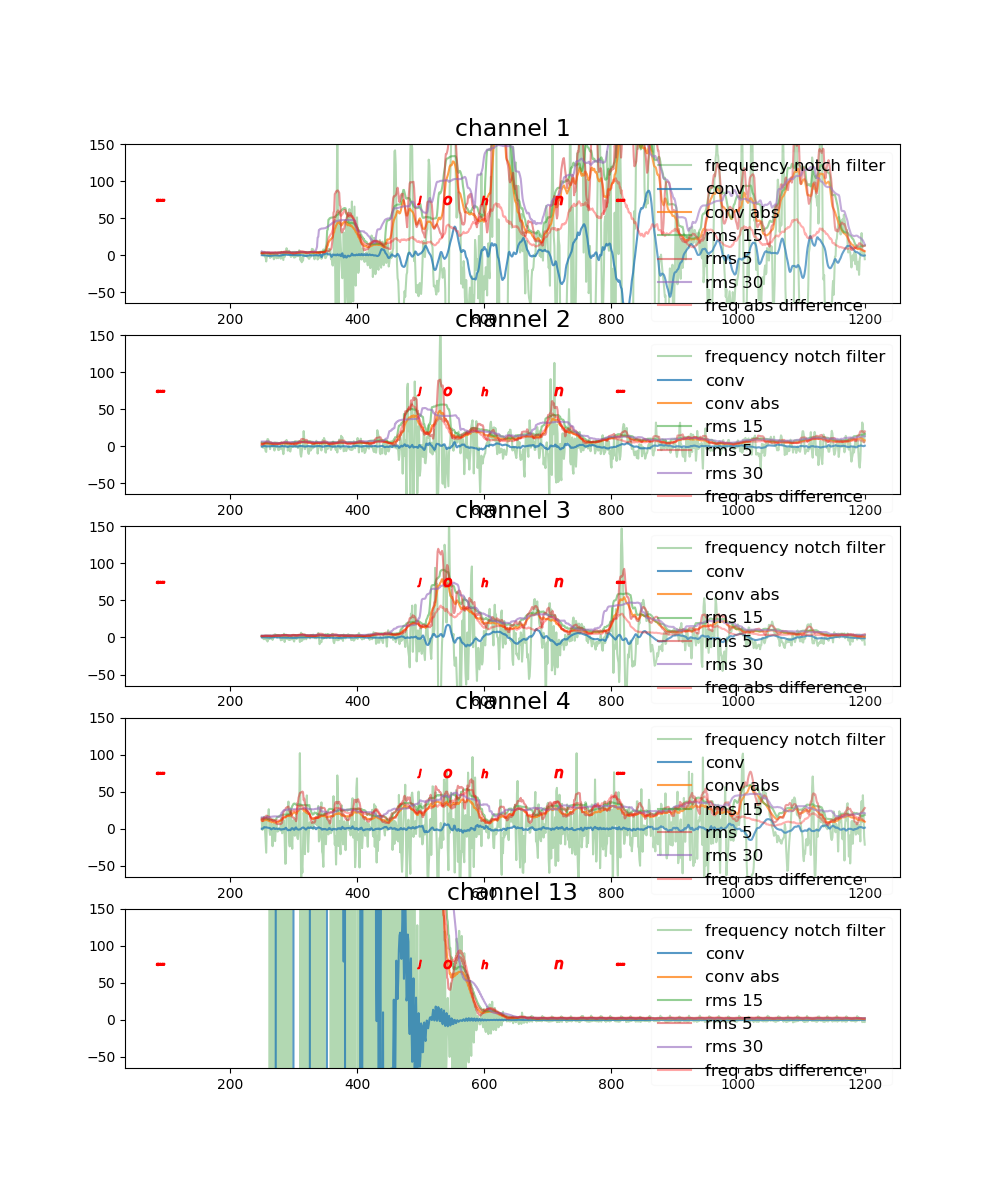 channel 1
150
100
50
0
−50
- J o h n -
frequency notch filter
conv
conv abs
rms 15
rms 5
rms 30
freq abs difference
200 400 600 800 1000 1200
channel 2
150
100
50
0
−50
- J o h n -
frequency notch filter
conv
conv abs
rms 15
rms 5
rms 30
freq abs difference
200 400 600 800 1000 1200
channel 3
150
100
50
0
−50
- J o h n -
frequency notch filter
conv
conv abs
rms 15
rms 5
rms 30
freq abs difference
200 400 600 800 1000 1200
channel 4
150
100
50
0
−50
- J o h n -
frequency notch filter
conv
conv abs
rms 15
rms 5
rms 30
freq abs difference
200 400 600 800 1000 1200
channel 13
150
100
50
0
−50
- J o h n -
frequency notch filter
conv
conv abs
rms 15
rms 5
rms 30
freq abs difference
200 400 600 800 1000 1200